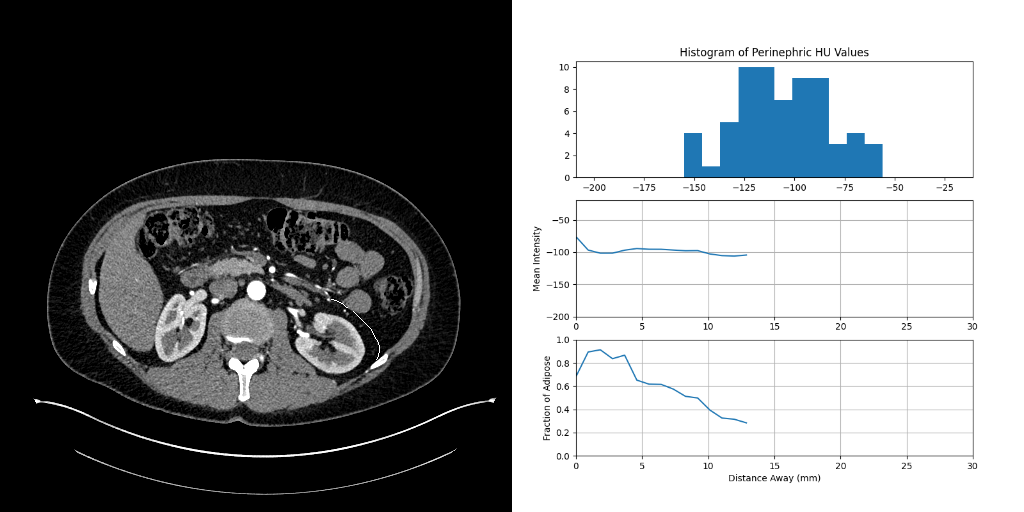 Histogram of Perinephric HU Values
10
8
6
4
2
0
−200 −175 −150 −125 −100 −75 −50 −25
Mean Intensity
−50
−100
−150
−200
0 5 10 15 20 25 30
Fraction of Adipose
1.0
0.8
0.6
0.4
0.2
0.0
0 5 10 15 20 25 30
Distance Away (mm)